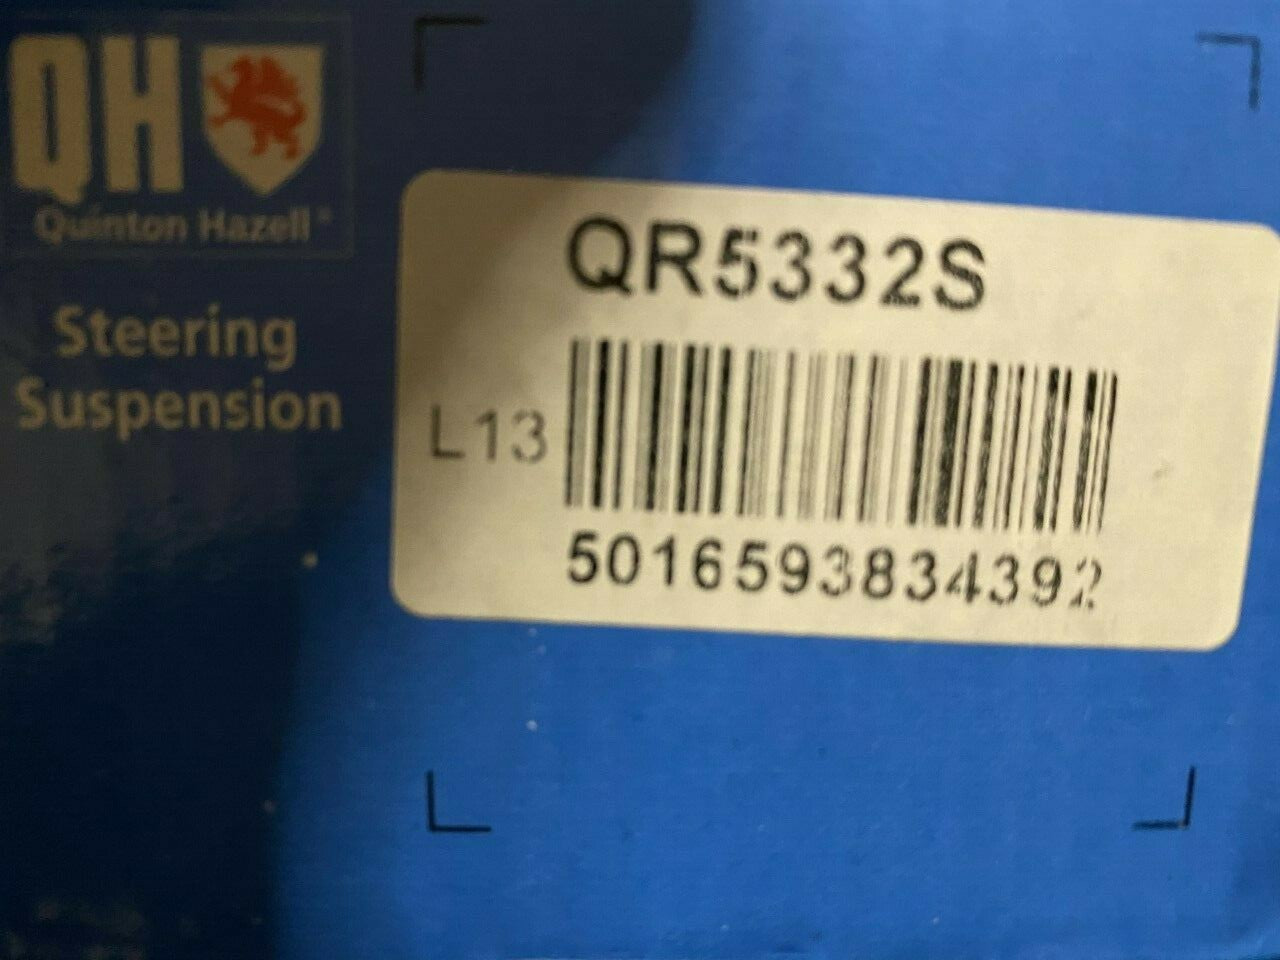 QH
Quinton Hazell®
Steering
Suspension
QR5332S
L13
5016593834392